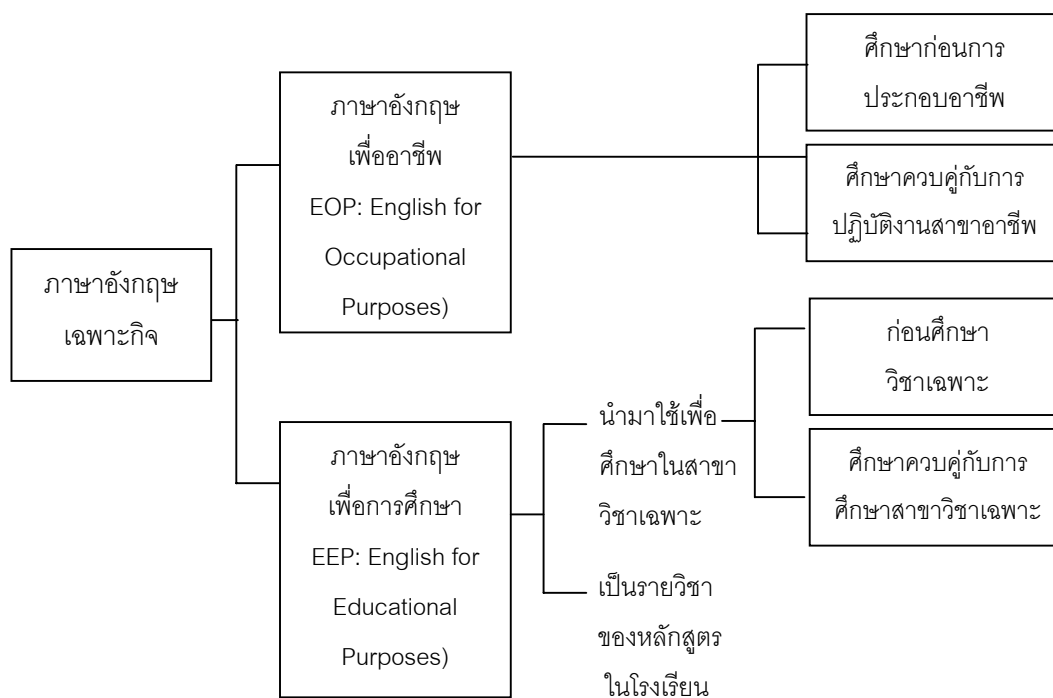 ภาษาอังกฤษ
เฉพาะกิจ
ภาษาอังกฤษ
เพื่ออาชีพ
EOP: English for
Occupational
Purposes)
ศึกษาก่อนการ
ประกอบอาชีพ
ศึกษาควบคู่กับการ
ปฏิบัติงานสาขาอาชีพ
ภาษาอังกฤษ
เพื่อการศึกษา
EEP: English for
Educational
Purposes)
นำมาใช้เพื่อ
ศึกษาในสาขา
วิชาเฉพาะ
ก่อนศึกษา
วิชาเฉพาะ
ศึกษาควบคู่กับการ
ศึกษาสาขาวิชาเฉพาะ
เป็นรายวิชา
ของหลักสูตร
ในโรงเรียน